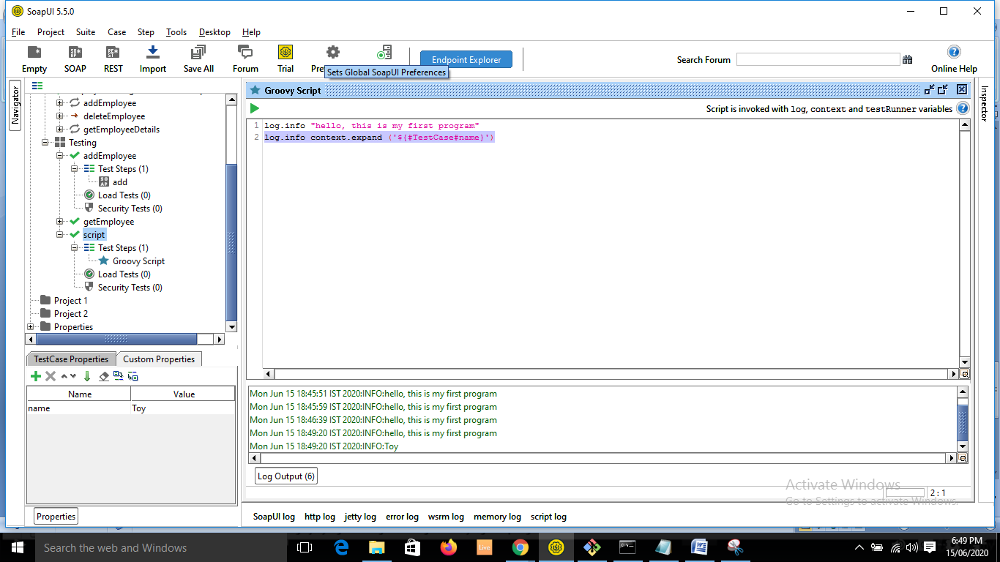 SoapUI 5.5.0
File Project Suite Case Step Tools Desktop Help
Empty SOAP REST Import Save All Forum Trial
Endpoint Explorer
Search Forum
Online Help
Sets Global SoapUI Preferences
Navigator
addEmployee
deleteEmployee
getEmployeeDetails
Testing
addEmployee
Test Steps (1)
add
Load Tests (0)
Security Tests (0)
getEmployee
script
Test Steps (1)
Groovy Script
Load Tests (0)
Security Tests (0)
Project 1
Project 2
Properties
TestCase Properties Custom Properties
Name Value
name Toy
Properties
Groovy Script
Script is invoked with log, context and testRunner variables
1 log.info "hello, this is my first program"
2 log.info context.expand ('${#TestCase#name}')
Inspector
Mon Jun 15 18:45:51 IST 2020:INFO:hello, this is my first program
Mon Jun 15 18:45:59 IST 2020:INFO:hello, this is my first program
Mon Jun 15 18:46:39 IST 2020:INFO:hello, this is my first program
Mon Jun 15 18:49:20 IST 2020:INFO:hello, this is my first program
Mon Jun 15 18:49:20 IST 2020:INFO:Toy
Log Output (6)
Activate Windows
Go to Settings to activate Windows.
2 : 1
SoapUI log http log jetty log error log wsrm log memory log script log
Search the web and Windows
Live
6:49 PM
15/06/2020